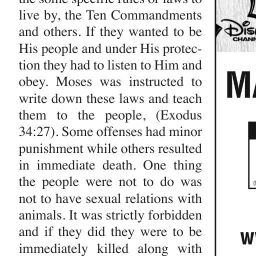 the some specific rules or laws to
live by, the Ten Commandments
and others. If they wanted to be
His people and under His protec-
tion they had to listen to Him and
obey. Moses was instructed to
write down these laws and teach
them to the people, (Exodus
34:27). Some offenses had minor
punishment while others resulted
in immediate death. One thing
the people were not to do was
not to have sexual relations with
animals. It was strictly forbidden
and if they did they were to be
immediately killed along with
CHANN
MA
W